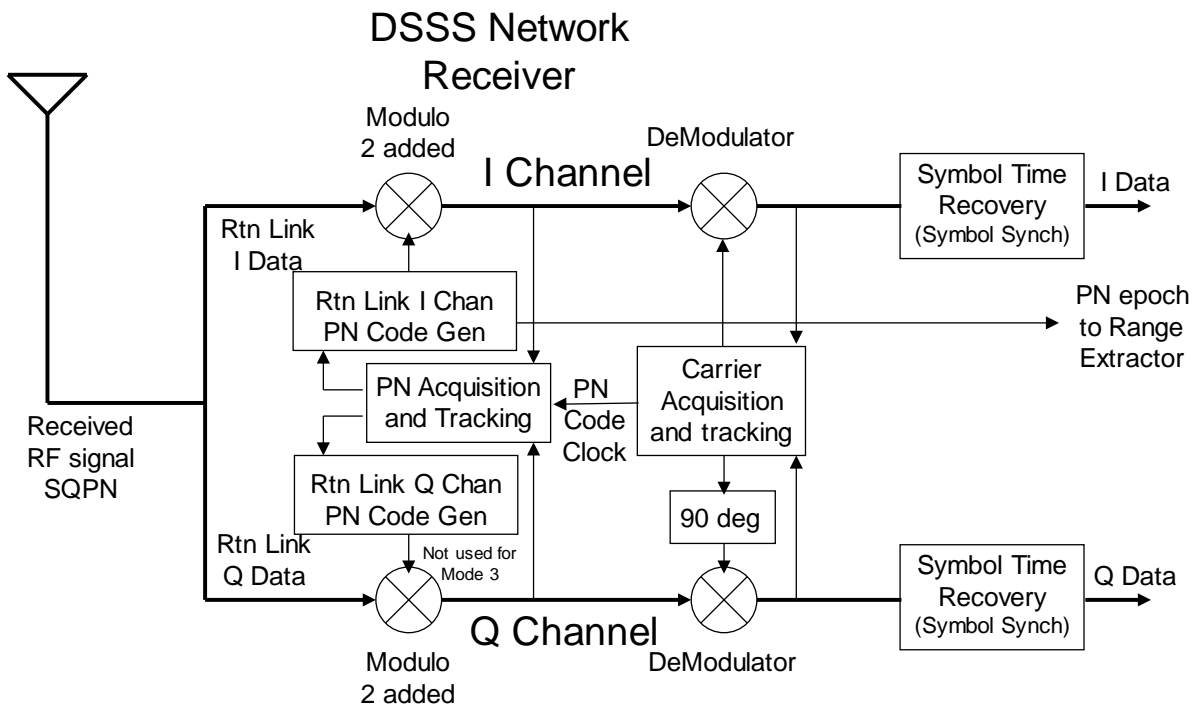 DSSS Network
Receiver
Modulo
2 added
I Channel
DeModulator
Symbol Time
Recovery
(Symbol Synch)
I Data
Rtn Link
I Data
Rtn Link I Chan
PN Code Gen
PN epoch
to Range
Extractor
PN Acquisition
and Tracking
PN
Code
Clock
Carrier
Acquisition
and tracking
Received
RF signal
SQPN
Rtn Link Q Chan
PN Code Gen
90 deg
Rtn Link
Q Data
Not used for
Mode 3
Q Channel
Modulo
2 added
DeModulator
Symbol Time
Recovery
(Symbol Synch)
Q Data